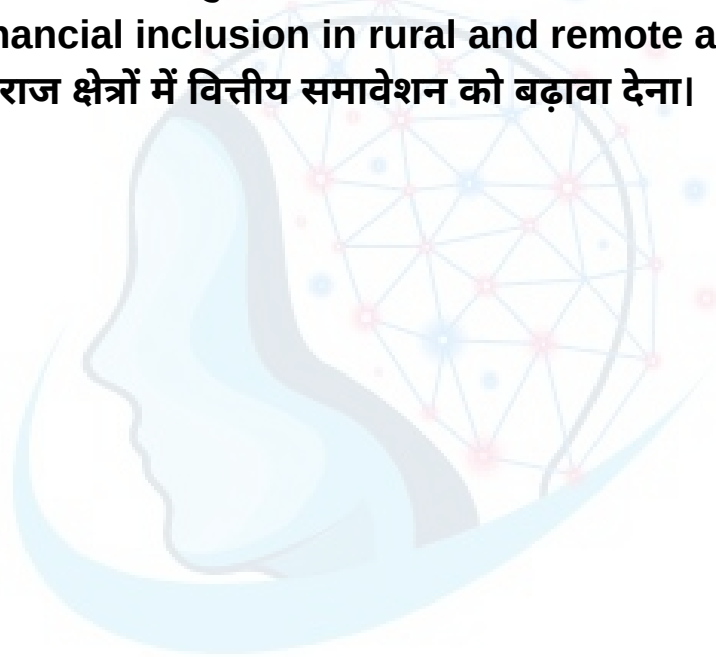 nancial inclusion in rural and remote a
राज क्षेत्रों में वित्तीय समावेशन को बढ़ावा देना।